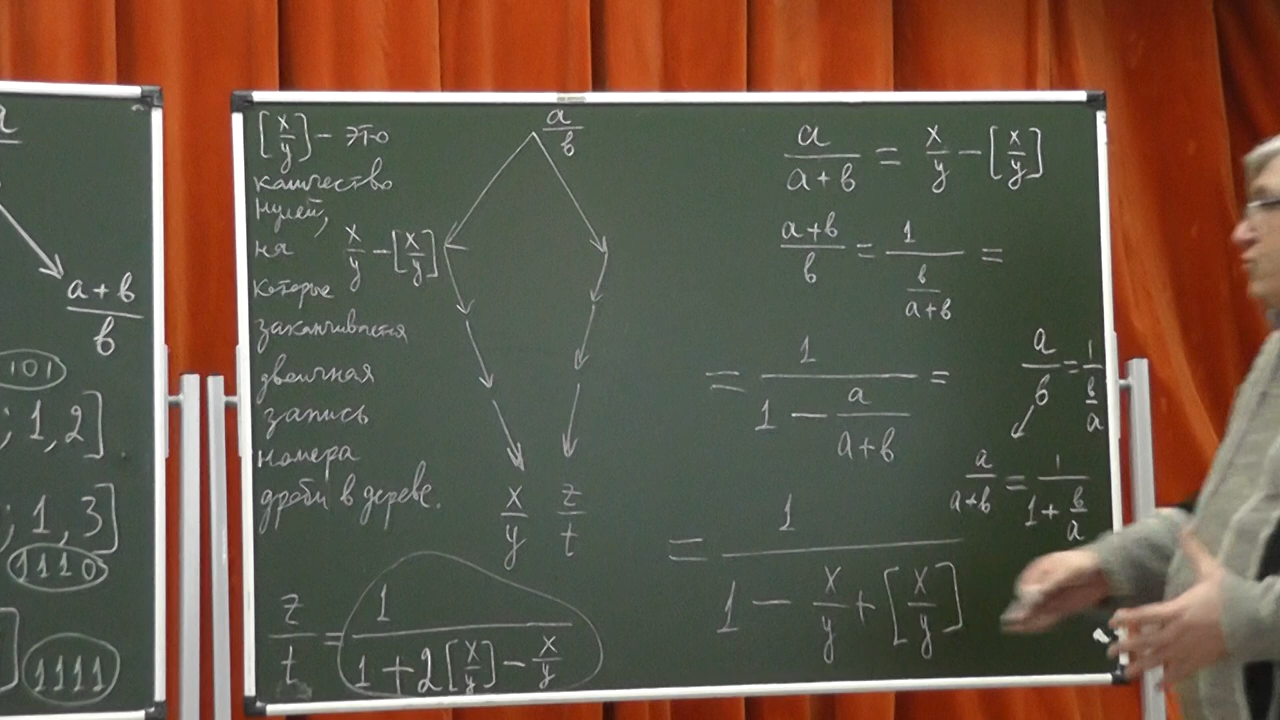 a+b/b
101
; 1,2]
; 1,3]
1110
1111
[x/y] – это
количество
нулей,
на
которые
заканчивается
двоичная
запись
номера
дроби в дереве.
a/b
x/y – [x/y]
x/y z/t
z/t = 1/(1 + 2[x/y] – x/y)
a/(a+b) = x/y – [x/y]
(a+b)/b = 1/(b/(a+b)) =
= 1/(1 – a/(a+b)) =
= 1/(1 – x/y + [x/y])
a/b = 1/(b/a)
a/(a+b) = 1/(1 + b/a)